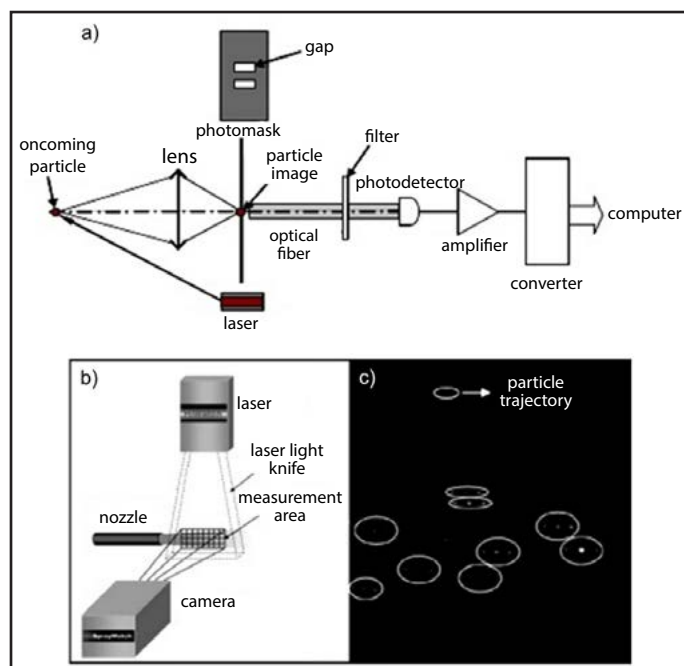 a)
gap
photomask
oncoming
particle
lens
particle
image
filter
photodetector
optical
fiber
amplifier
converter
computer
laser
b)
laser
laser light
knife
measurement
area
nozzle
camera
SprayWatch
c)
particle
trajectory